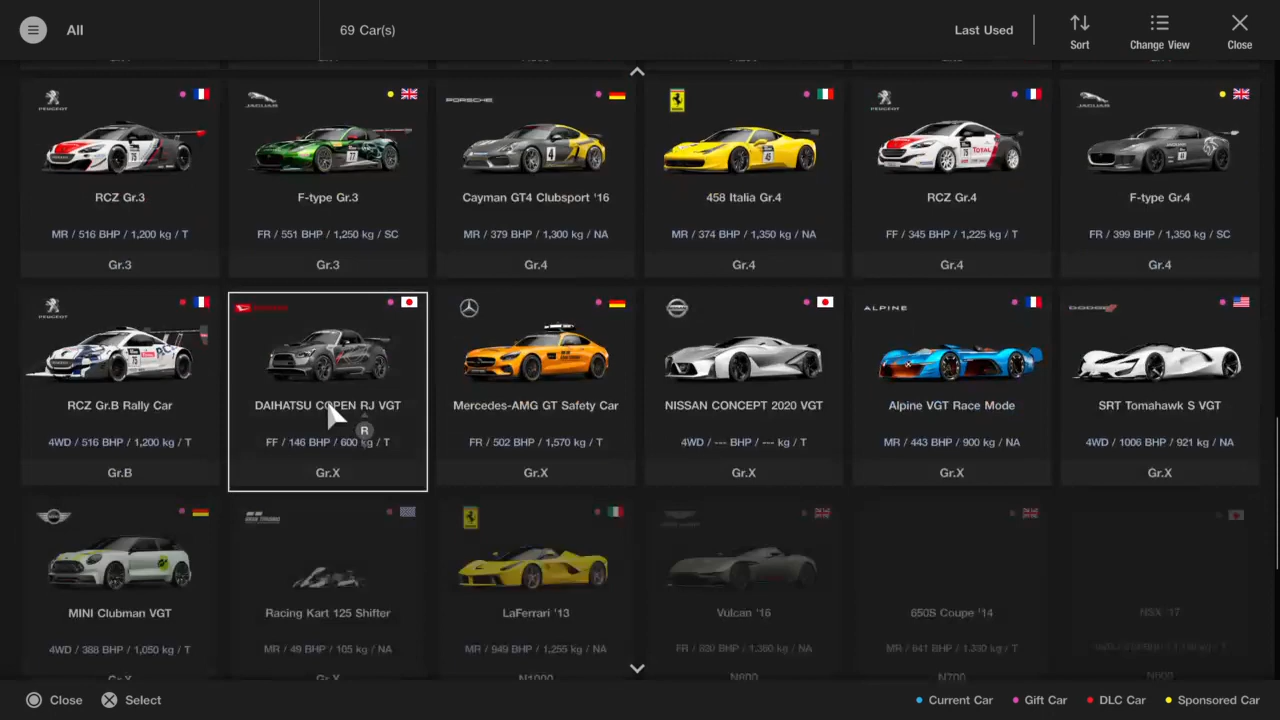 All
69 Car(s)
Last Used
Sort
Change View
Close
PEUGEOT
JAGUAR
PORSCHE
PEUGEOT
JAGUAR
RCZ Gr.3
F-type Gr.3
Cayman GT4 Clubsport '16
458 Italia Gr.4
RCZ Gr.4
F-type Gr.4
MR / 516 BHP / 1,200 kg / T
FR / 551 BHP / 1,250 kg / SC
MR / 379 BHP / 1,300 kg / NA
MR / 374 BHP / 1,350 kg / NA
FF / 345 BHP / 1,225 kg / T
FR / 399 BHP / 1,350 kg / SC
Gr.3
Gr.3
Gr.4
Gr.4
Gr.4
Gr.4
PEUGEOT
ALPINE
RCZ Gr.B Rally Car
DAIHATSU COPEN RJ VGT
Mercedes-AMG GT Safety Car
NISSAN CONCEPT 2020 VGT
Alpine VGT Race Mode
SRT Tomahawk S VGT
R
4WD / 516 BHP / 1,200 kg / T
FF / 146 BHP / 600 kg / T
FR / 502 BHP / 1,570 kg / T
4WD / --- BHP / --- kg / T
MR / 443 BHP / 900 kg / NA
4WD / 1006 BHP / 921 kg / NA
Gr.B
Gr.X
Gr.X
Gr.X
Gr.X
Gr.X
MINI Clubman VGT
Racing Kart 125 Shifter
LaFerrari '13
Vulcan '16
650S Coupe '14
NSX '17
4WD / 388 BHP / 1,050 kg / T
MR / 49 BHP / 105 kg / NA
MR / 949 BHP / 1,255 kg / NA
Close
Select
Current Car
Gift Car
DLC Car
Sponsored Car